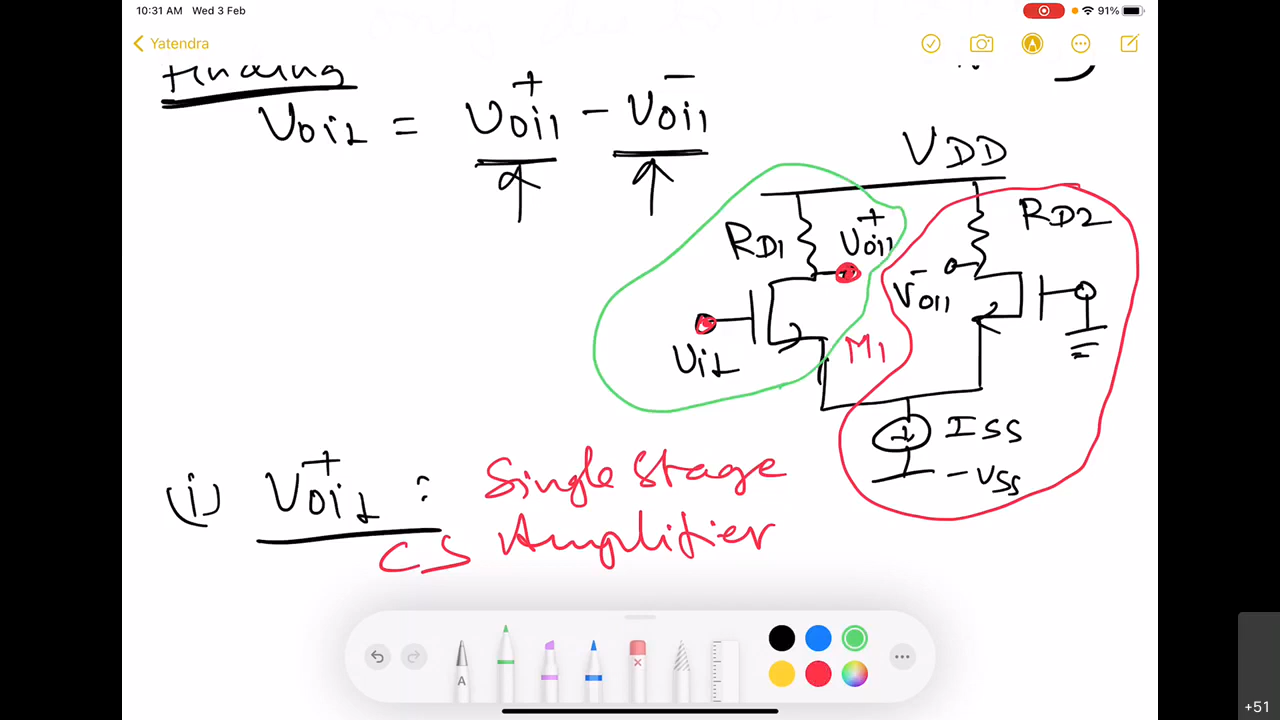 10:31 AM Wed 3 Feb
91%
Yatendra
Finding
Voi1 = Voi1+ - Voi1-
VDD
RD1
Voi1+
RD2
Voi1-
Vi1
M1
ISS
-VSS
(i) Voi1+ : Single Stage
CS Amplifier
A
+51